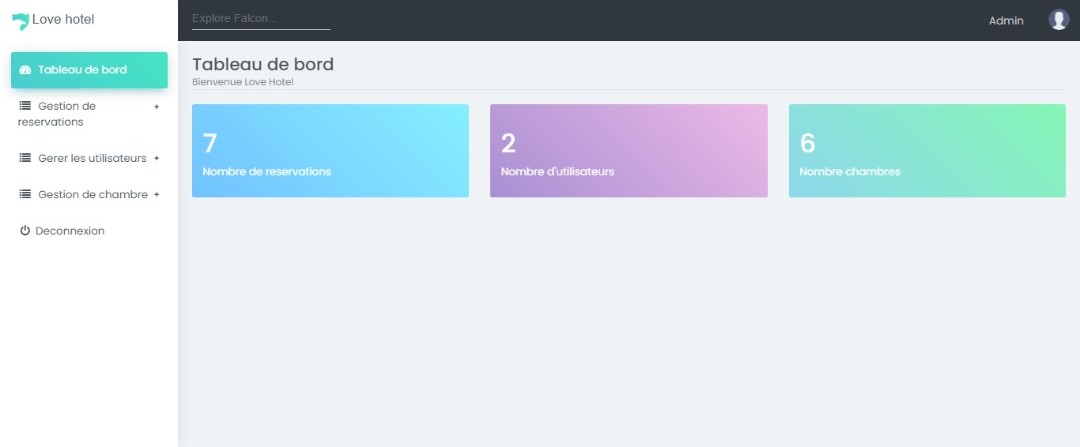 Love hotel
Explore Falcon...
Admin
Tableau de bord
Gestion de +
reservations
Gerer les utilisateurs +
Gestion de chambre +
Deconnexion
Tableau de bord
Bienvenue Love Hotel
7
Nombre de reservations
2
Nombre d'utilisateurs
6
Nombre chambres